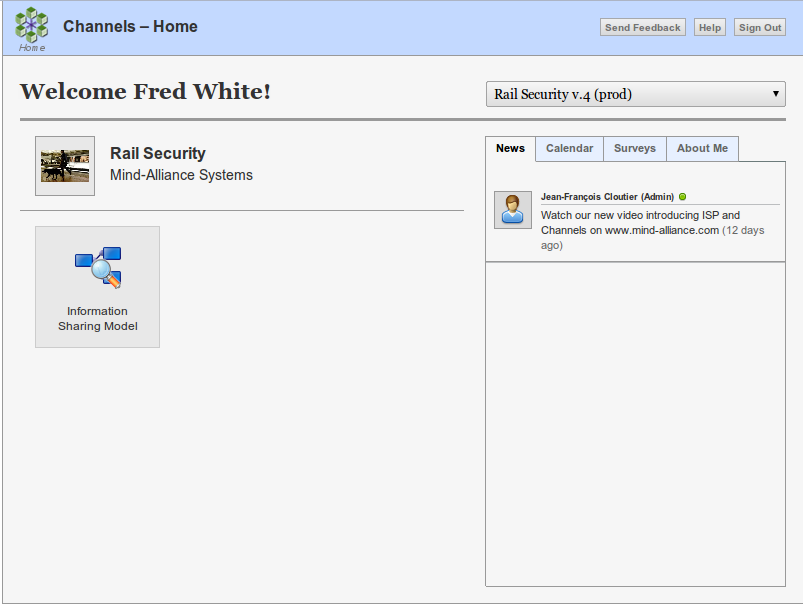 Home
Channels – Home
Send Feedback
Help
Sign Out
Welcome Fred White!
Rail Security v.4 (prod)
Rail Security
Mind-Alliance Systems
News
Calendar
Surveys
About Me
Jean-François Cloutier (Admin)
Watch our new video introducing ISP and
Channels on www.mind-alliance.com (12 days
ago)
Information
Sharing Model